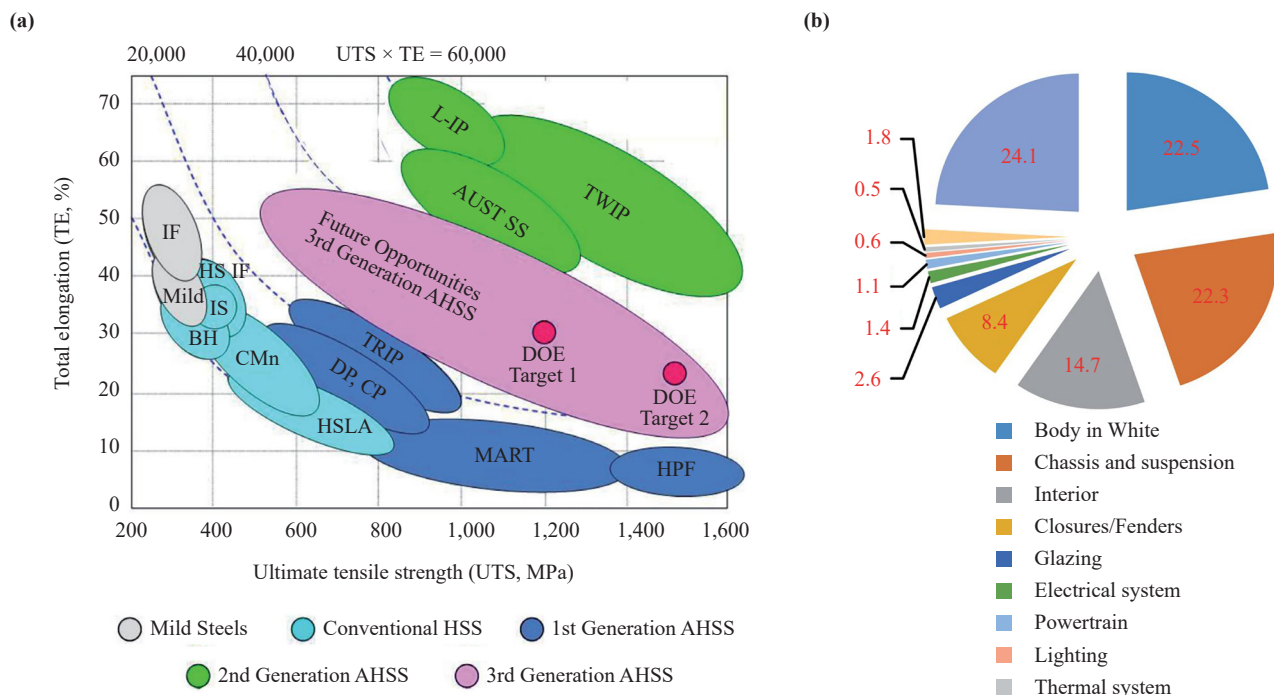 (a)
20,000
40,000
UTS × TE = 60,000
70
60
50
40
30
20
10
0
Total elongation (TE, %)
L-IP
TWIP
AUST SS
Future Opportunities
3rd Generation AHSS
IF
HS IF
Mild
IS
BH
CMn
TRIP
DP, CP
HSLA
DOE
Target 1
DOE
Target 2
MART
HPF
200
400
600
800
1,000
1,200
1,400
1,600
Ultimate tensile strength (UTS, MPa)
Mild Steels
Conventional HSS
1st Generation AHSS
2nd Generation AHSS
3rd Generation AHSS
(b)
24.1
22.5
1.8
0.5
0.6
1.1
1.4
2.6
8.4
14.7
22.3
Body in White
Chassis and suspension
Interior
Closures/Fenders
Glazing
Electrical system
Powertrain
Lighting
Thermal system